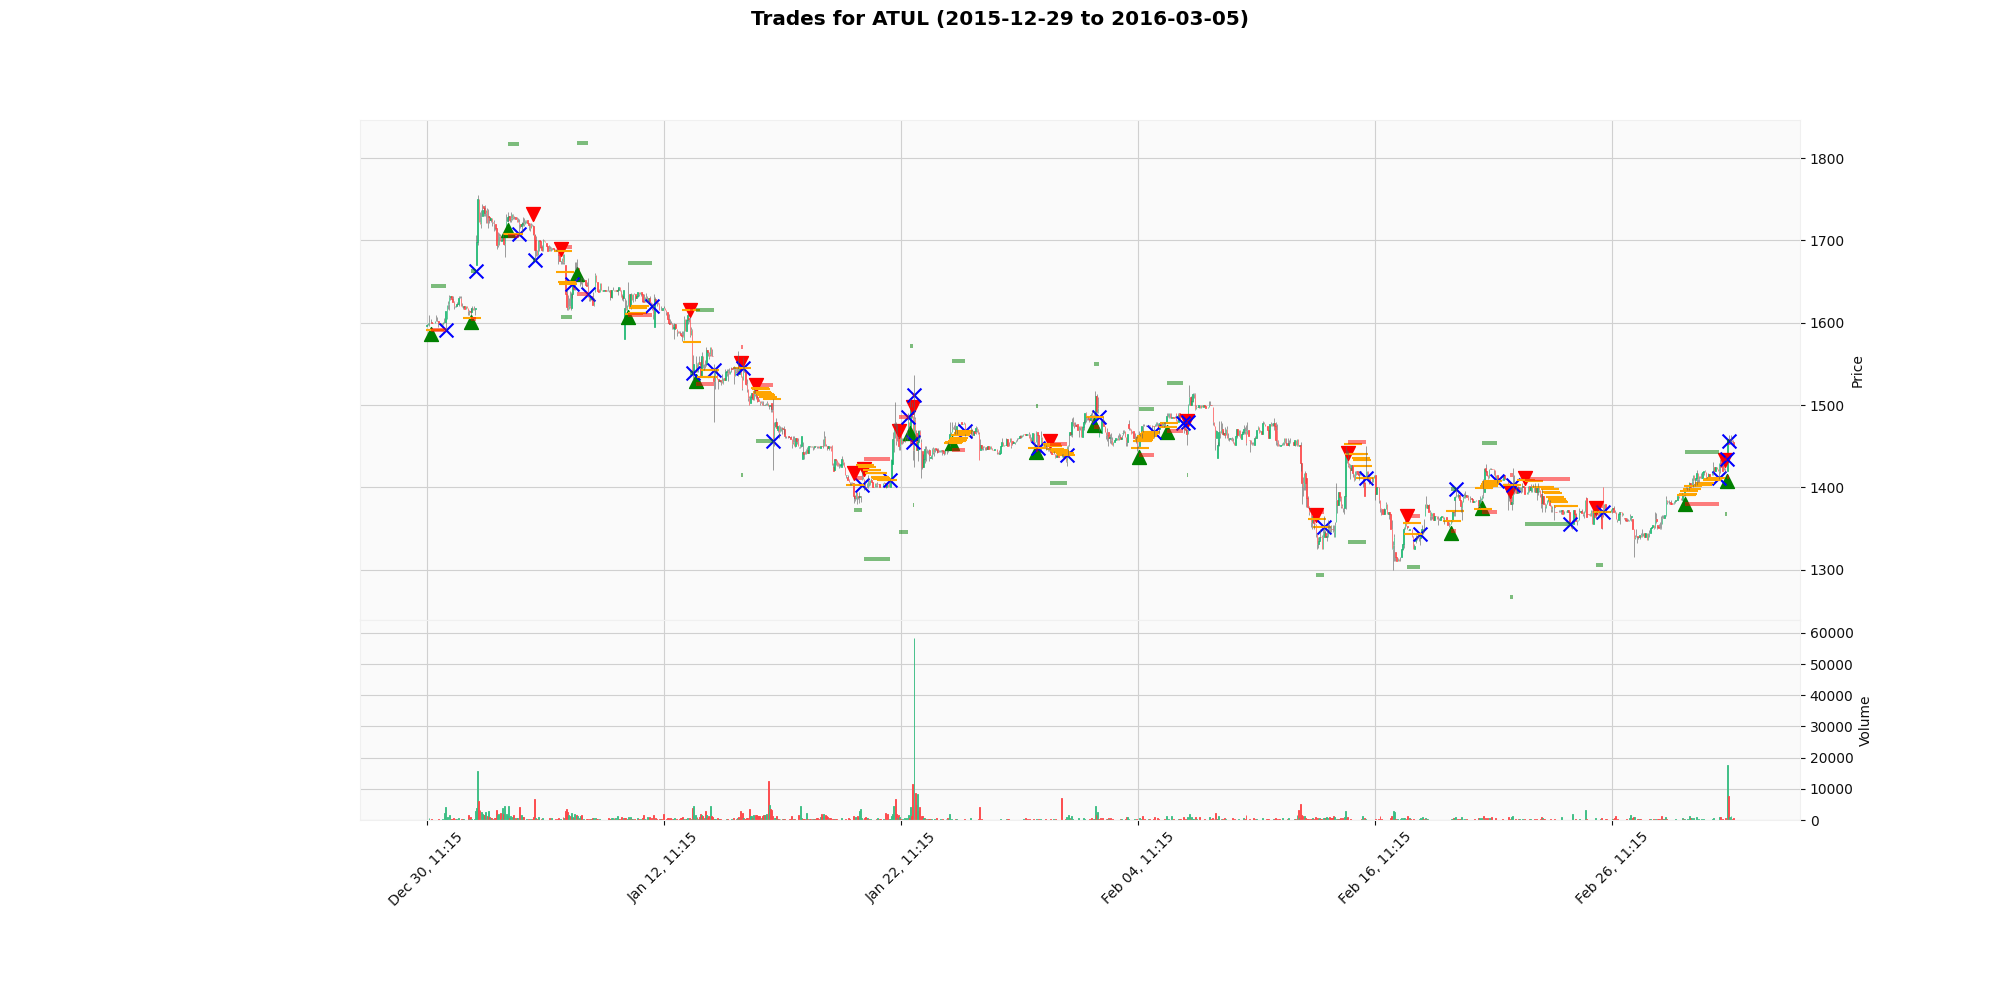 Trades for ATUL (2015-12-29 to 2016-03-05)
1800
1700
1600
1500
1400
1300
Price
60000
50000
40000
30000
20000
10000
0
Volume
Dec 30, 11:15
Jan 12, 11:15
Jan 22, 11:15
Feb 04, 11:15
Feb 16, 11:15
Feb 26, 11:15